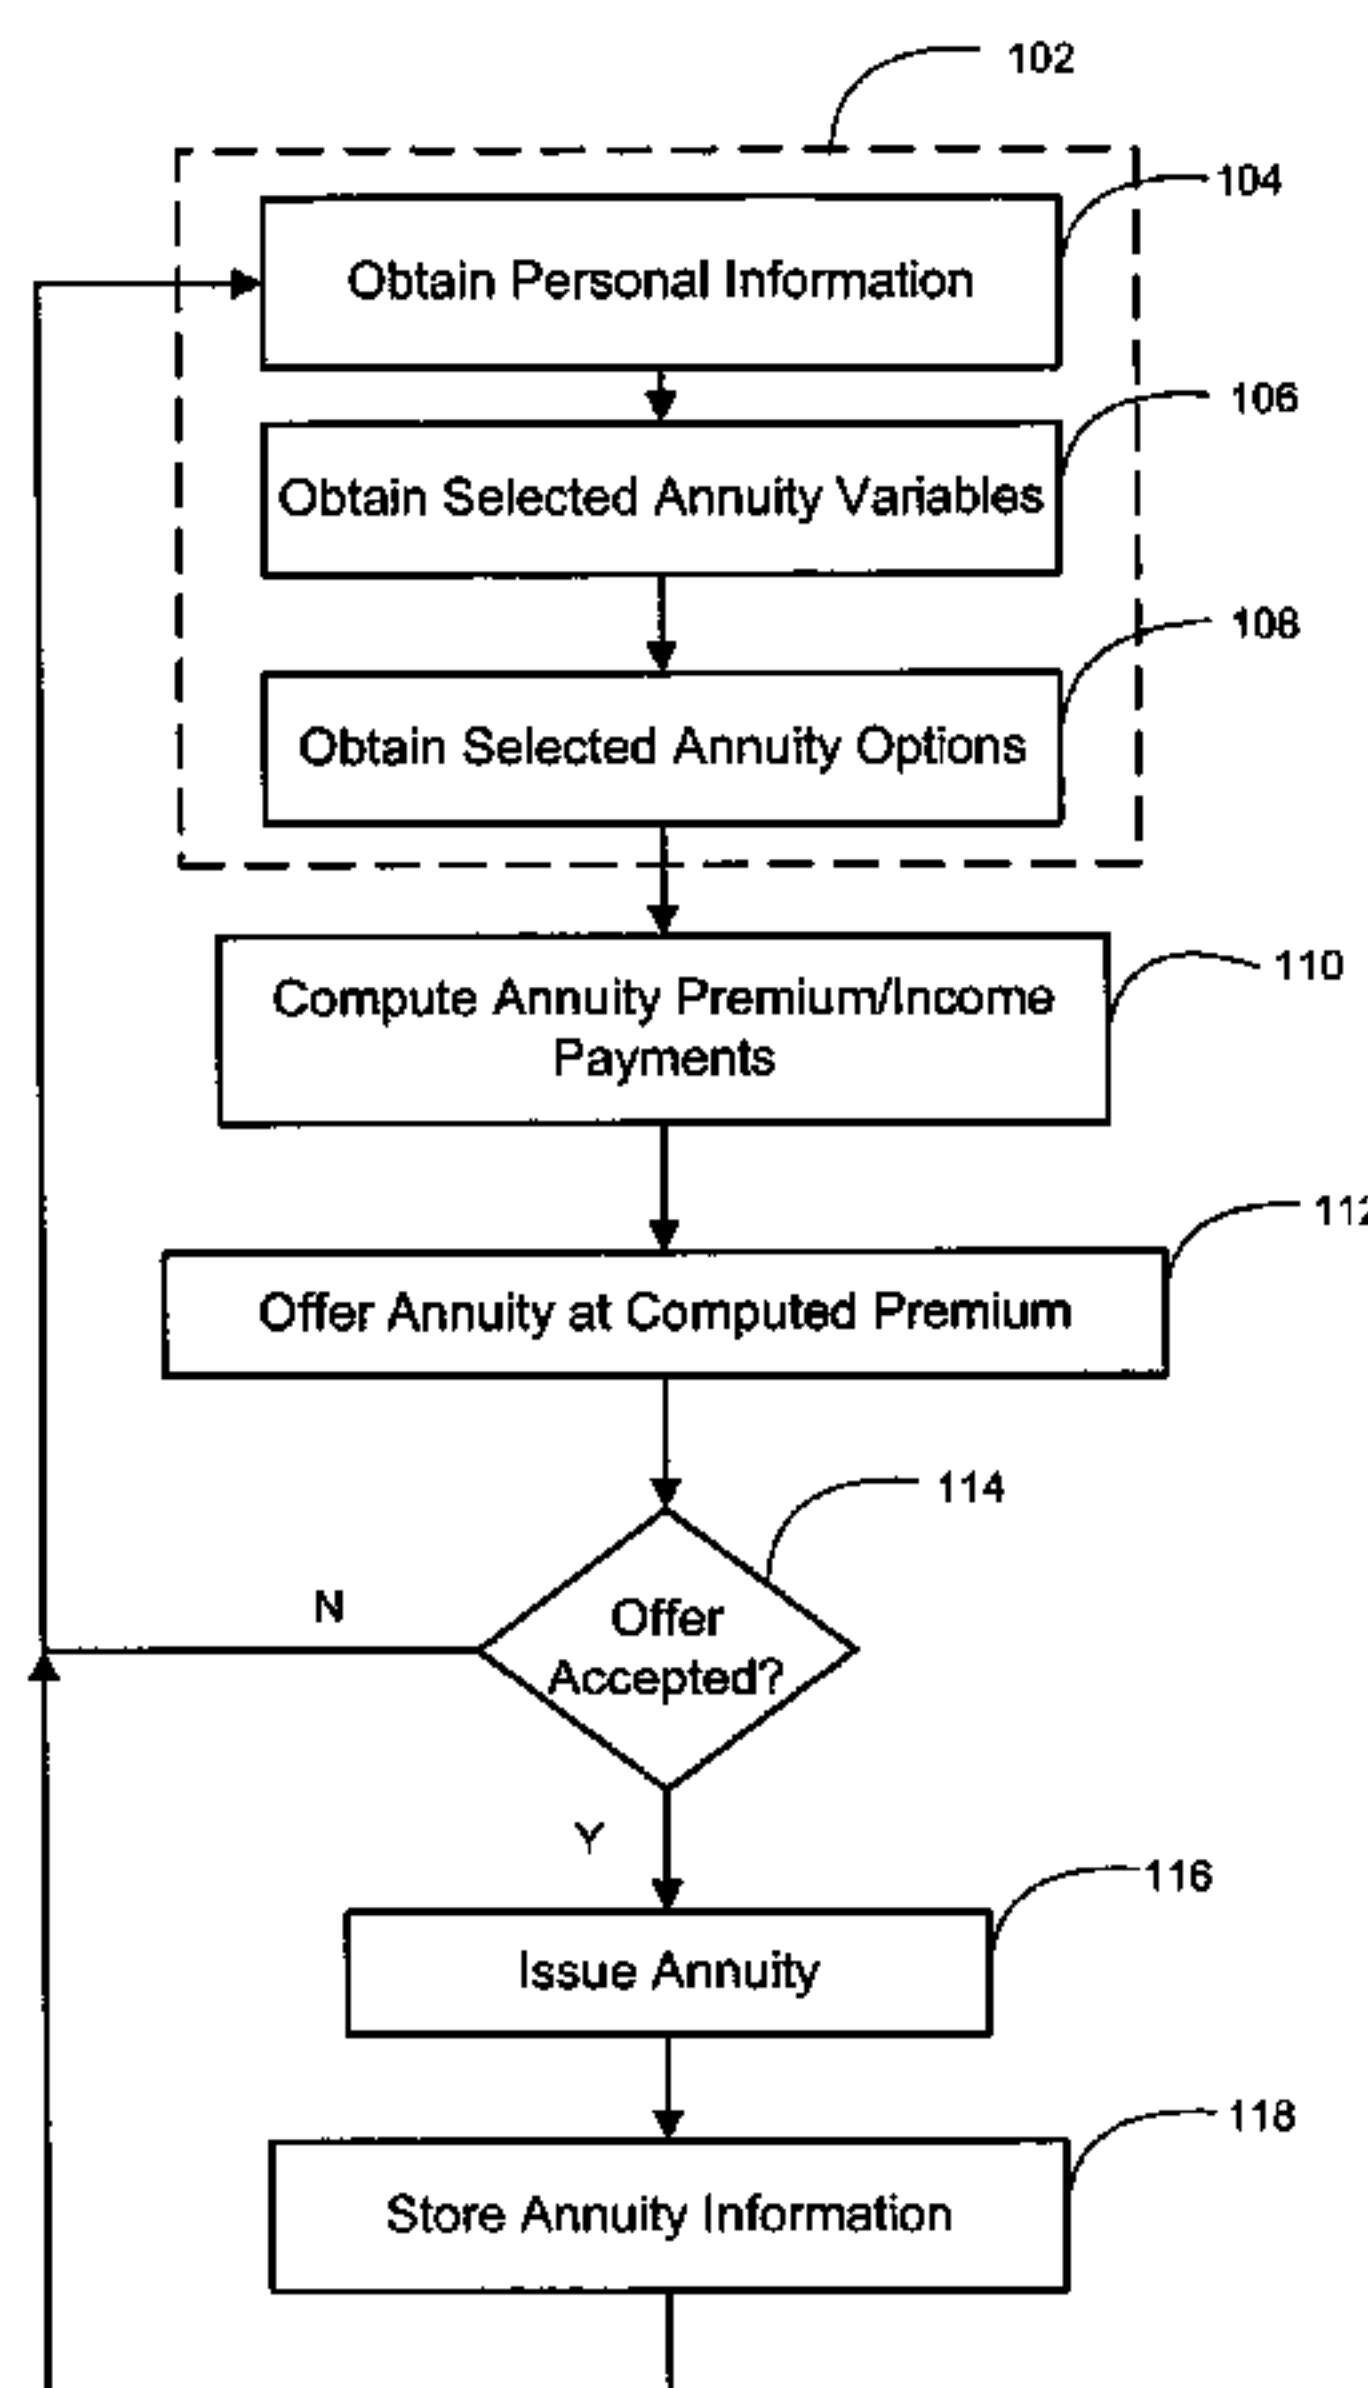 102
104
Obtain Personal Information
106
Obtain Selected Annuity Variables
108
Obtain Selected Annuity Options
110
Compute Annuity Premium/Income
Payments
112
Offer Annuity at Computed Premium
114
N
Offer
Accepted?
Y
116
Issue Annuity
118
Store Annuity Information